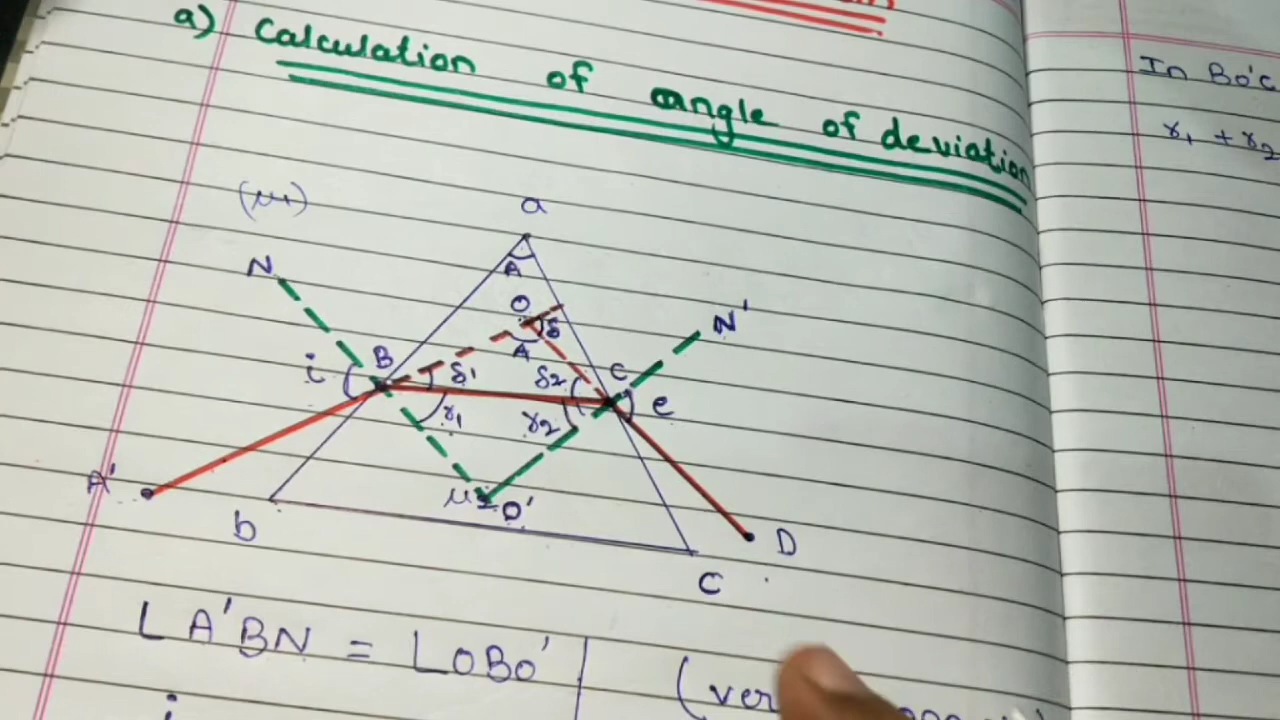 a) Calculation of angle of deviation
(μ1)
a
N
A
O
δ
N'
A
i
B
δ1
δ2
C
r1
r2
e
A'
μ2
O'
b
D
C
∠A'BN = ∠OBO'
i
(ver
In BO'C
r1 + r2